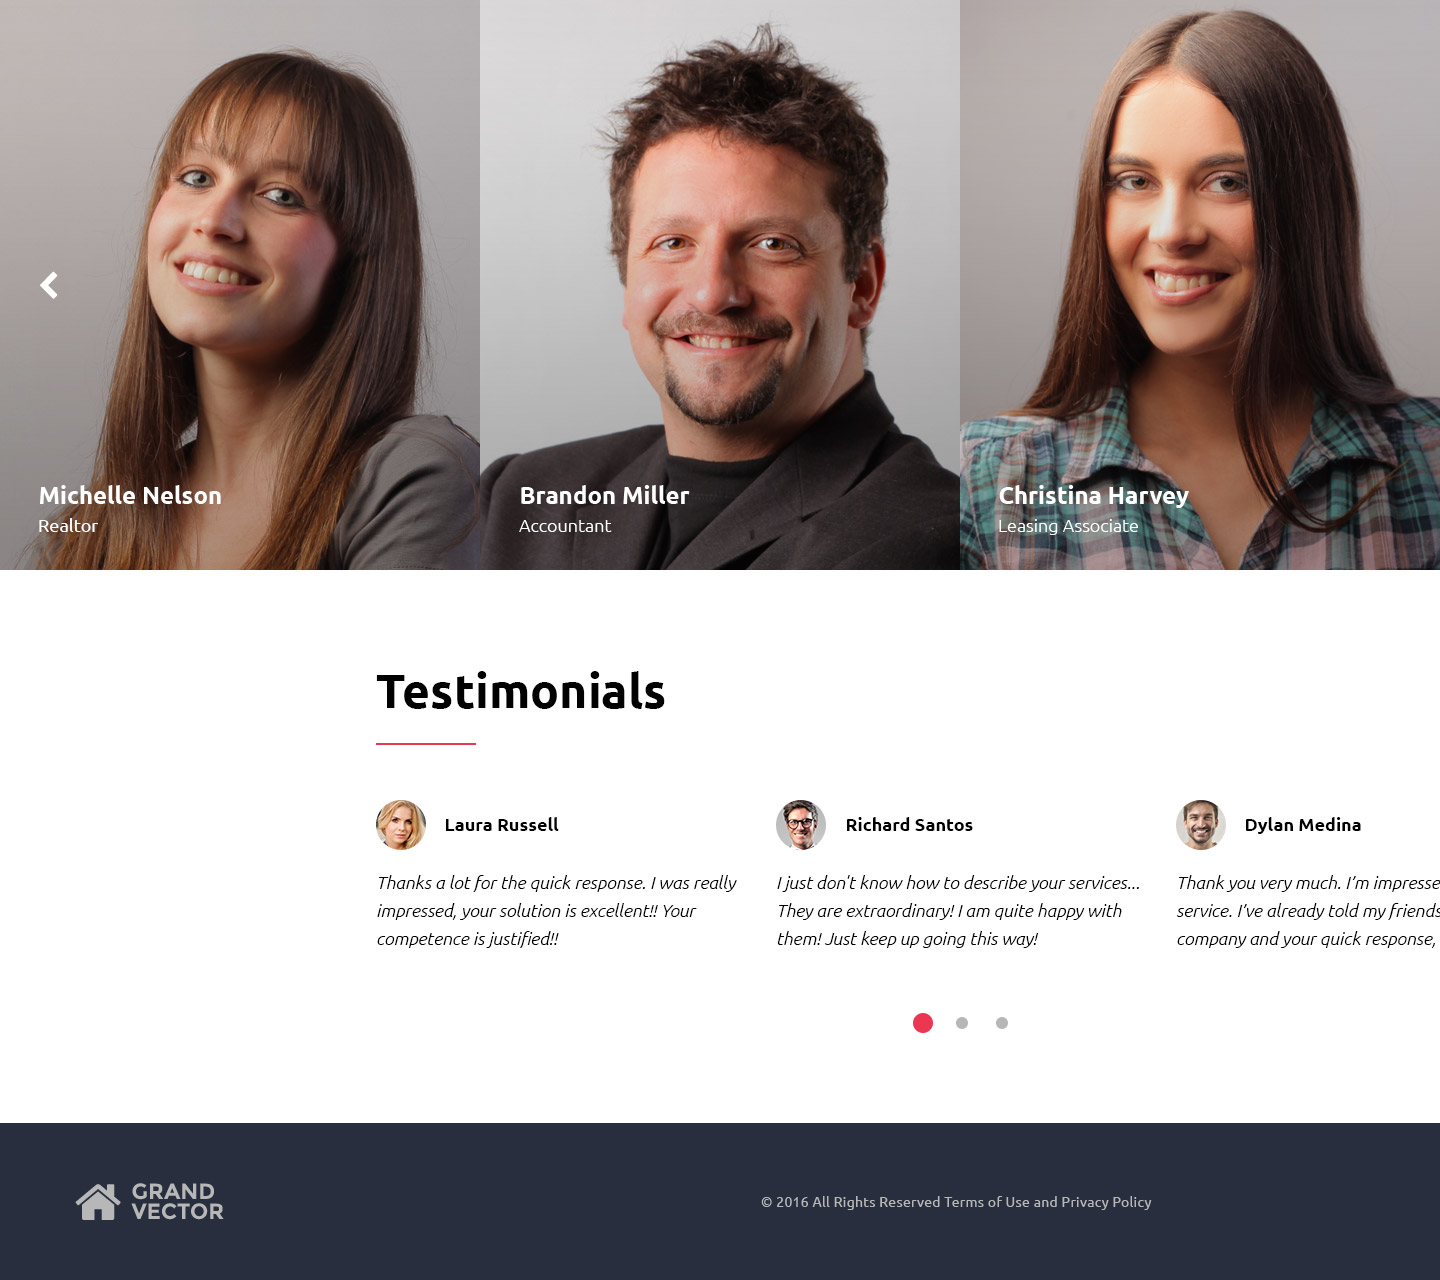 Michelle Nelson
Realtor
Brandon Miller
Accountant
Christina Harvey
Leasing Associate
Testimonials
Laura Russell
Thanks a lot for the quick response. I was really
impressed, your solution is excellent!! Your
competence is justified!!
Richard Santos
I just don't know how to describe your services...
They are extraordinary! I am quite happy with
them! Just keep up going this way!
Dylan Medina
Thank you very much. I’m
service. I’ve already told my friends
company and your quick response,
GRAND
VECTOR
© 2016 All Rights Reserved Terms of Use and Privacy Policy